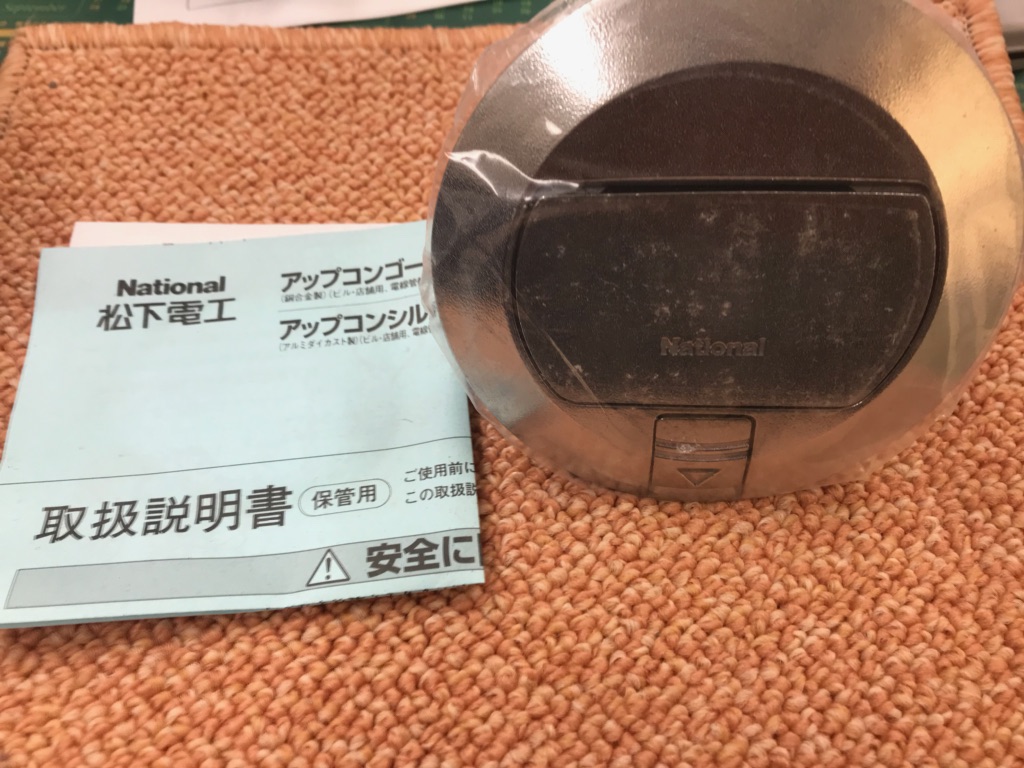 September
National
松下電工
アップコンゴー
(銅合金製)(ビル・店舗用、電線管
アップコンシル
(アルミダイカスト製)(ビル・店舗用、電線
取扱説明書
保管用
ご使用前に
この取扱説
安全に
National